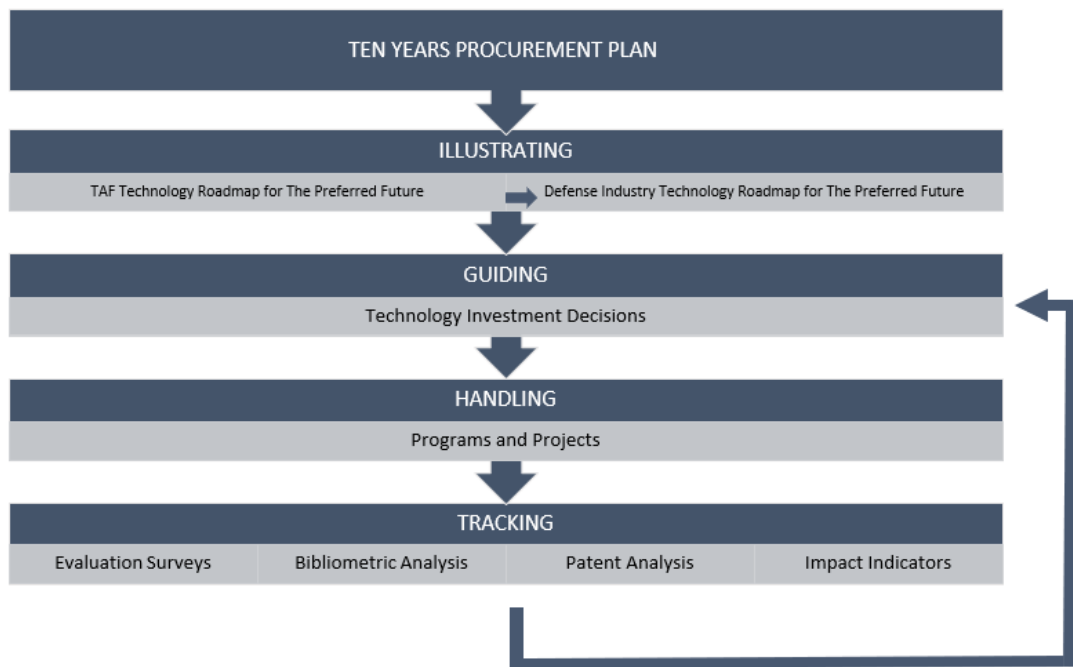 TEN YEARS PROCUREMENT PLAN
ILLUSTRATING
TAF Technology Roadmap for The Preferred Future
Defense Industry Technology Roadmap for The Preferred Future
GUIDING
Technology Investment Decisions
HANDLING
Programs and Projects
TRACKING
Evaluation Surveys
Bibliometric Analysis
Patent Analysis
Impact Indicators